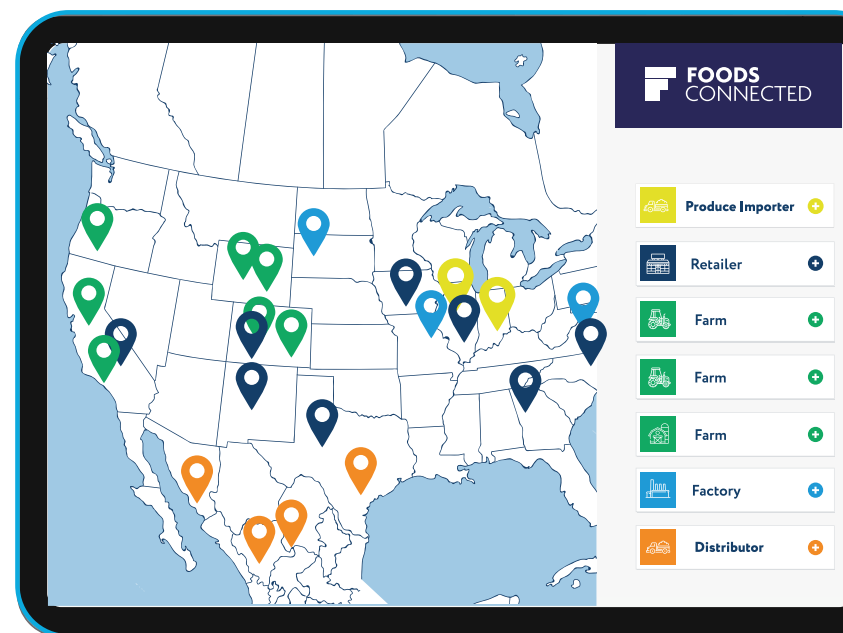 FOODS
CONNECTED
Produce Importer
Retailer
Farm
Farm
Farm
Factory
Distributor